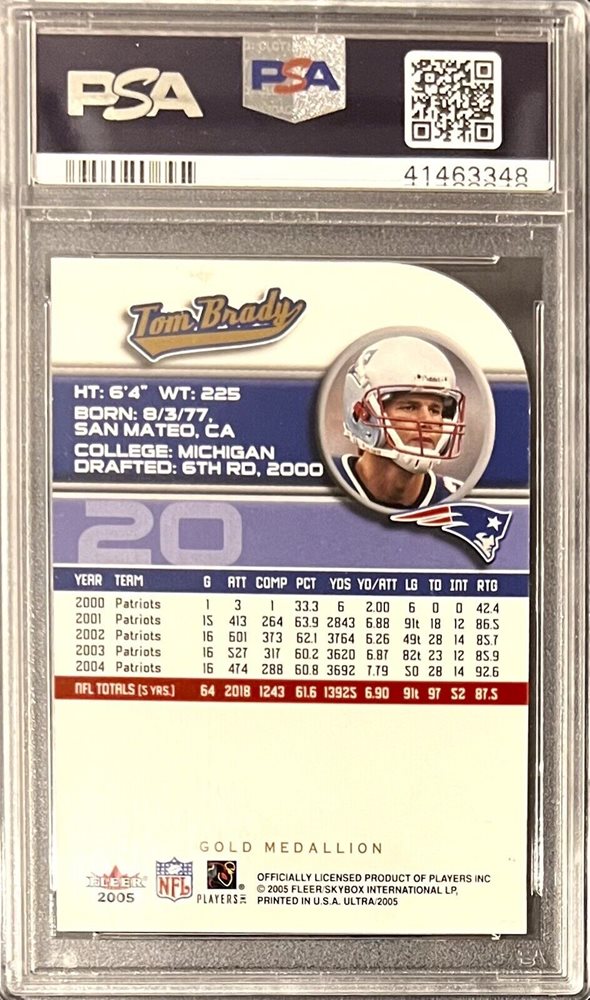 PSA
PSA
41463348
Tom Brady
HT: 6'4" WT: 225
BORN: 8/3/77,
SAN MATEO, CA
COLLEGE: MICHIGAN
DRAFTED: 6TH RD, 2000
20
YEAR TEAM G ATT COMP PCT YDS YD/ATT LG TD INT RTG
2000 Patriots 1 3 1 33.3 6 2.00 6 0 0 42.4
2001 Patriots 15 413 264 63.9 2843 6.88 91t 18 12 86.5
2002 Patriots 16 601 373 62.1 3764 6.26 49t 28 14 85.7
2003 Patriots 16 527 317 60.2 3620 6.87 82t 23 12 85.9
2004 Patriots 16 474 288 60.8 3692 7.79 50 28 14 92.6
NFL TOTALS (5 YRS.) 64 2018 1243 61.6 13925 6.90 91t 97 52 87.5
GOLD MEDALLION
FLEER
2005
NFL
PLAYERS INC
OFFICIALLY LICENSED PRODUCT OF PLAYERS INC
© 2005 FLEER/SKYBOX INTERNATIONAL LP,
PRINTED IN U.S.A. ULTRA/2005